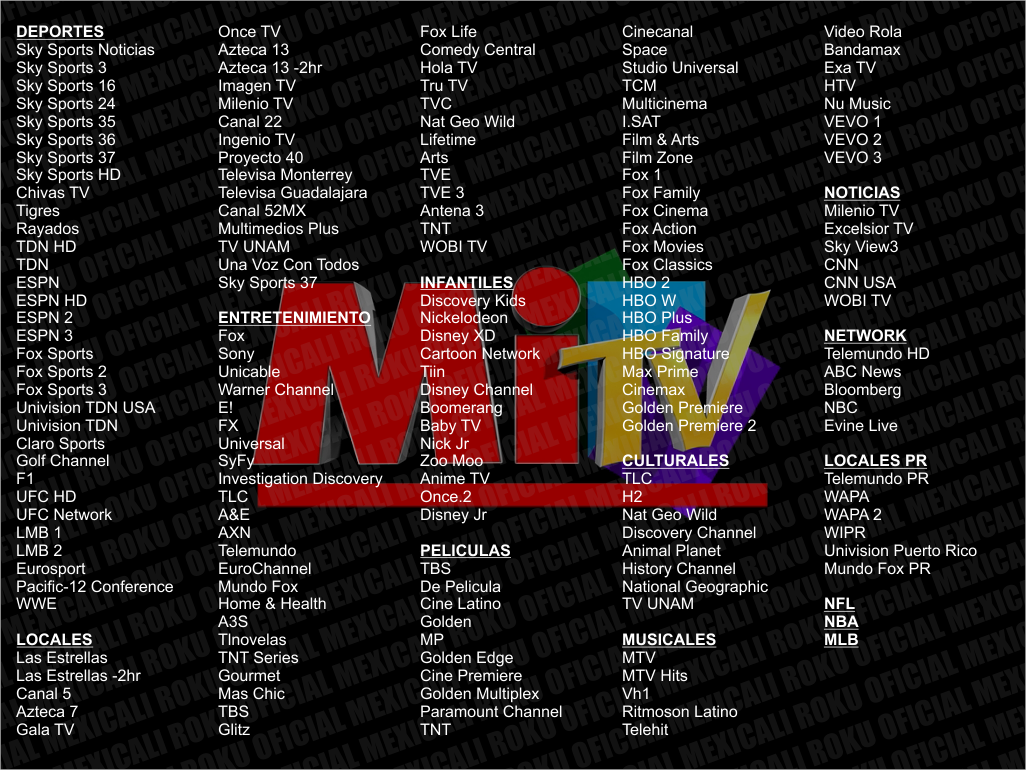 DEPORTES
Sky Sports Noticias
Sky Sports 3
Sky Sports 16
Sky Sports 24
Sky Sports 35
Sky Sports 36
Sky Sports 37
Sky Sports HD
Chivas TV
Tigres
Rayados
TDN HD
TDN
ESPN
ESPN HD
ESPN 2
ESPN 3
Fox Sports
Fox Sports 2
Fox Sports 3
Univision TDN USA
Univision TDN
Claro Sports
Golf Channel
F1
UFC HD
UFC Network
LMB 1
LMB 2
Eurosport
Pacific-12 Conference
WWE
LOCALES
Las Estrellas
Las Estrellas -2hr
Canal 5
Azteca 7
Gala TV
Once TV
Azteca 13
Azteca 13 -2hr
Imagen TV
Milenio TV
Canal 22
Ingenio TV
Proyecto 40
Televisa Monterrey
Televisa Guadalajara
Canal 52MX
Multimedios Plus
TV UNAM
Una Voz Con Todos
Sky Sports 37
ENTRETENIMIENTO
Fox
Sony
Unicable
Warner Channel
E!
FX
Universal
SyFy
Investigation Discovery
TLC
A&E
AXN
Telemundo
EuroChannel
Mundo Fox
Home & Health
A3S
Tlnovelas
TNT Series
Gourmet
Mas Chic
TBS
Glitz
Fox Life
Comedy Central
Hola TV
Tru TV
TVC
Nat Geo Wild
Lifetime
Arts
TVE
TVE 3
Antena 3
TNT
WOBI TV
INFANTILES
Discovery Kids
Nickelodeon
Disney XD
Cartoon Network
Tiin
Disney Channel
Boomerang
Baby TV
Nick Jr
Zoo Moo
Anime TV
Once.2
Disney Jr
PELICULAS
TBS
De Pelicula
Cine Latino
Golden
MP
Golden Edge
Cine Premiere
Golden Multiplex
Paramount Channel
TNT
Cinecanal
Space
Studio Universal
TCM
Multicinema
I.SAT
Film & Arts
Film Zone
Fox 1
Fox Family
Fox Cinema
Fox Action
Fox Movies
Fox Classics
HBO 2
HBO W
HBO Plus
HBO Family
HBO Signature
Max Prime
Cinemax
Golden Premiere
Golden Premiere 2
CULTURALES
TLC
H2
Nat Geo Wild
Discovery Channel
Animal Planet
History Channel
National Geographic
TV UNAM
MUSICALES
MTV
MTV Hits
Vh1
Ritmoson Latino
Telehit
Video Rola
Bandamax
Exa TV
HTV
Nu Music
VEVO 1
VEVO 2
VEVO 3
NOTICIAS
Milenio TV
Excelsior TV
Sky View3
CNN
CNN USA
WOBI TV
NETWORK
Telemundo HD
ABC News
Bloomberg
NBC
Evine Live
LOCALES PR
Telemundo PR
WAPA
WAPA 2
WIPR
Univision Puerto Rico
Mundo Fox PR
NFL
NBA
MLB
MiTV
ROKU OFICIAL MEXICALI